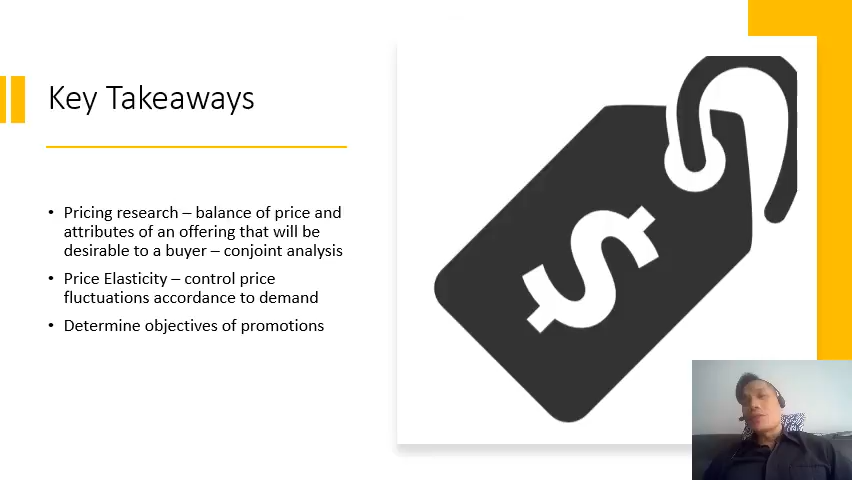 Key Takeaways
• Pricing research – balance of price and
attributes of an offering that will be
desirable to a buyer – conjoint analysis
• Price Elasticity – control price
fluctuations accordance to demand
• Determine objectives of promotions
$